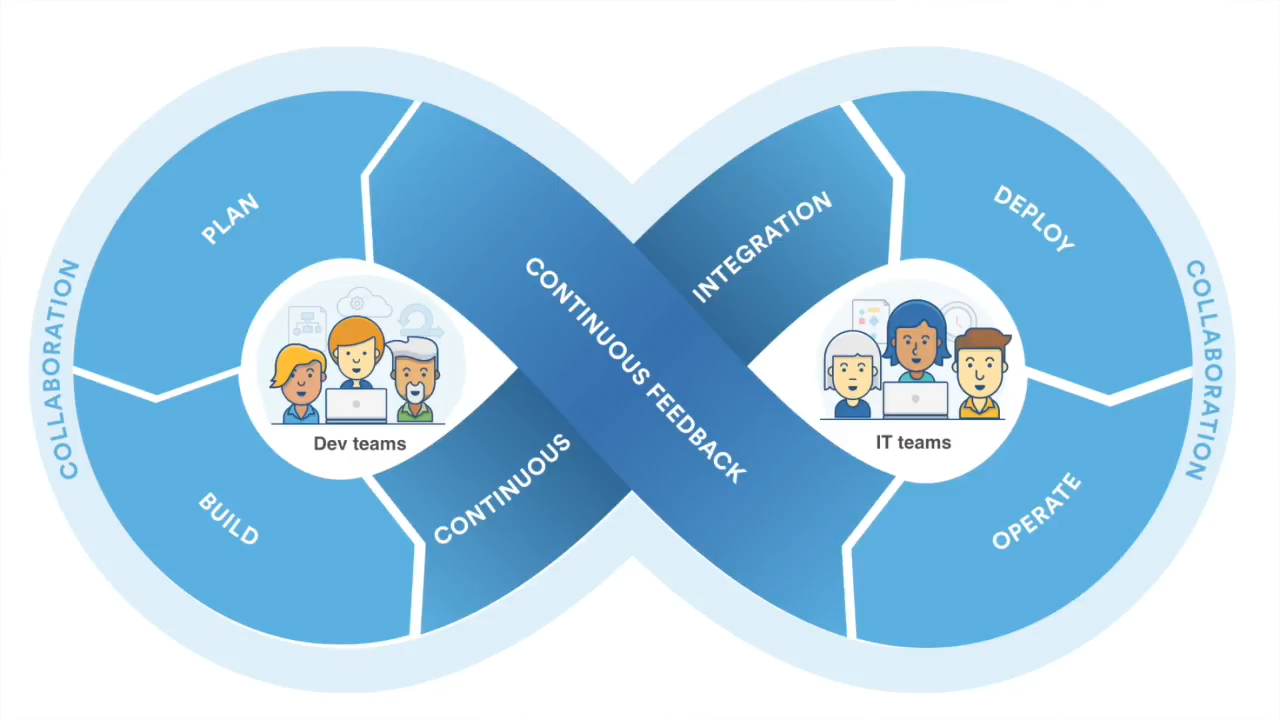 COLLABORATION
PLAN
BUILD
Dev teams
CONTINUOUS
INTEGRATION
CONTINUOUS FEEDBACK
DEPLOY
OPERATE
IT teams
COLLABORATION